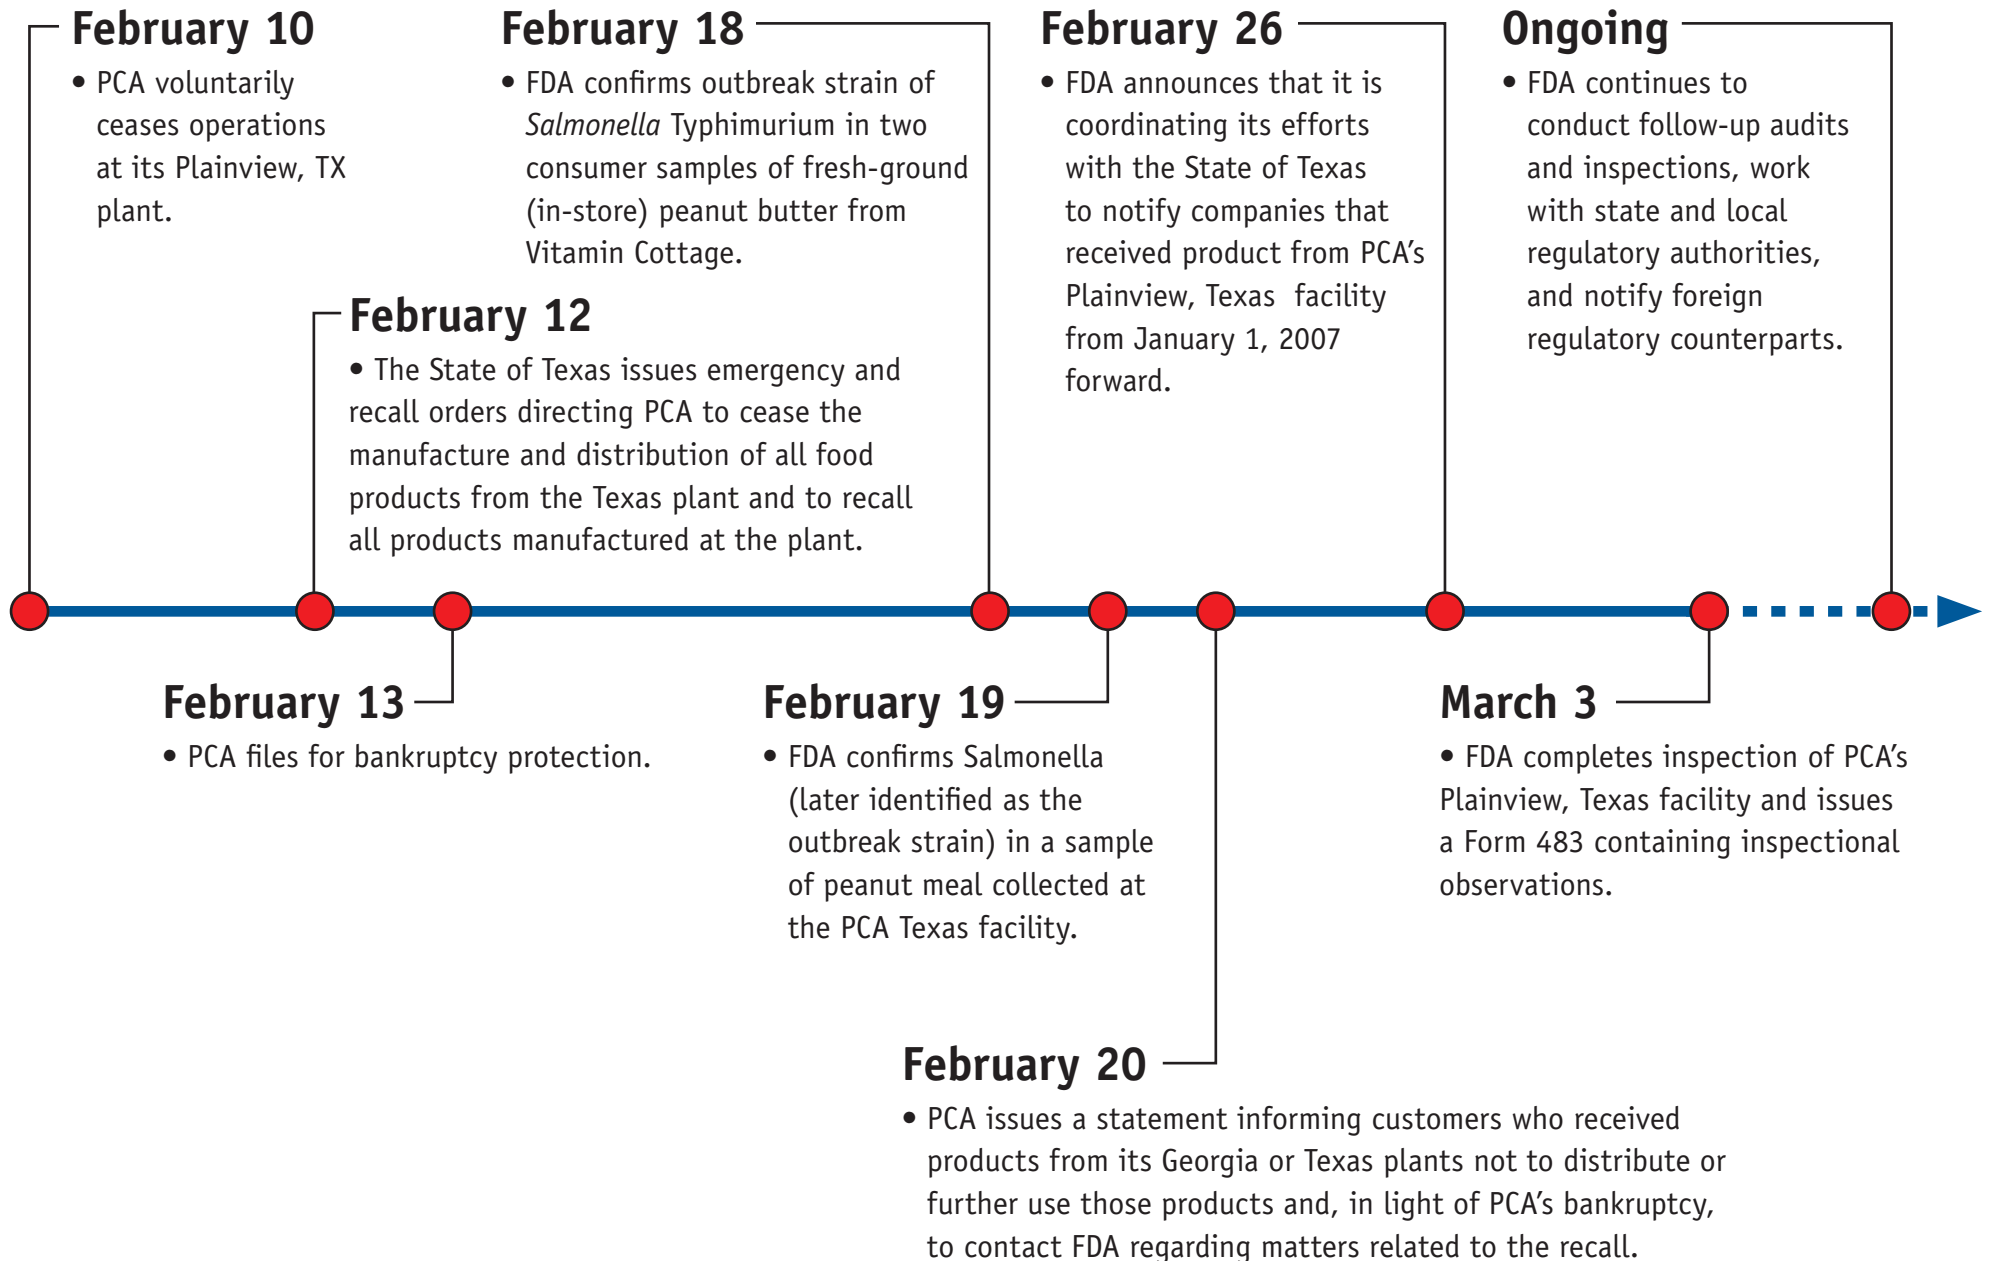 February 10
• PCA voluntarily
ceases operations
at its Plainview, TX
plant.
February 12
• The State of Texas issues emergency and
recall orders directing PCA to cease the
manufacture and distribution of all food
products from the Texas plant and to recall
all products manufactured at the plant.
February 13
• PCA files for bankruptcy protection.
February 18
• FDA confirms outbreak strain of
Salmonella Typhimurium in two
consumer samples of fresh-ground
(in-store) peanut butter from
Vitamin Cottage.
February 19
• FDA confirms Salmonella
(later identified as the
outbreak strain) in a sample
of peanut meal collected at
the PCA Texas facility.
February 20
• PCA issues a statement informing customers who received
products from its Georgia or Texas plants not to distribute or
further use those products and, in light of PCA’s bankruptcy,
to contact FDA regarding matters related to the recall.
February 26
• FDA announces that it is
coordinating its efforts
with the State of Texas
to notify companies that
received product from PCA’s
Plainview, Texas facility
from January 1, 2007
forward.
March 3
• FDA completes inspection of PCA’s
Plainview, Texas facility and issues
a Form 483 containing inspectional
observations.
Ongoing
• FDA continues to
conduct follow-up audits
and inspections, work
with state and local
regulatory authorities,
and notify foreign
regulatory counterparts.